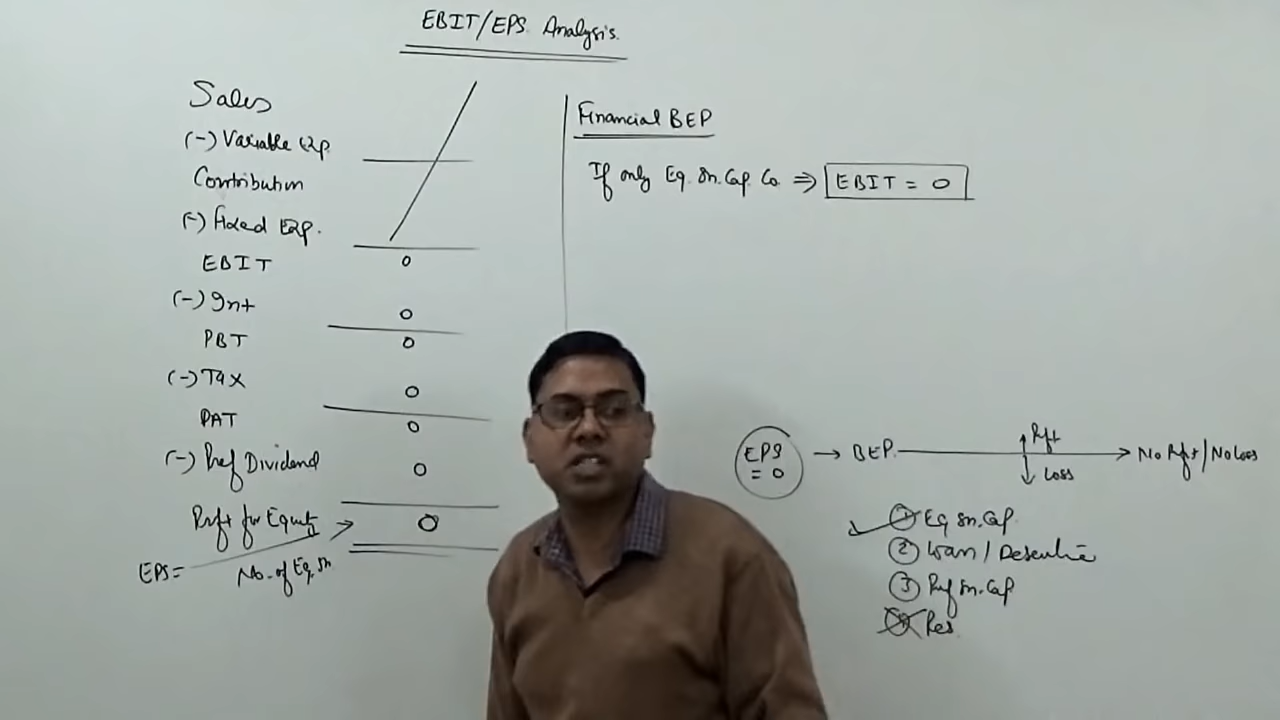 EBIT/EPS Analysis.
Sales
(-) Variable Exp.
Contribution
(-) Fixed Exp.
EBIT 0
(-) Int 0
PBT 0
(-) Tax 0
PAT 0
(-) Pref Dividend 0
Prft for Equity → 0
EPS = No. of Eq. Sh
Financial BEP
If only Eq. Sh. Cap. Co. ⇒ EBIT = 0
EPS = 0 → BEP → No Prft/No Loss
↑ Prft
↓ Loss
① Eq Sh. Cap.
② Loan / Debenture
③ Prf Sh. Cap
④ Res.